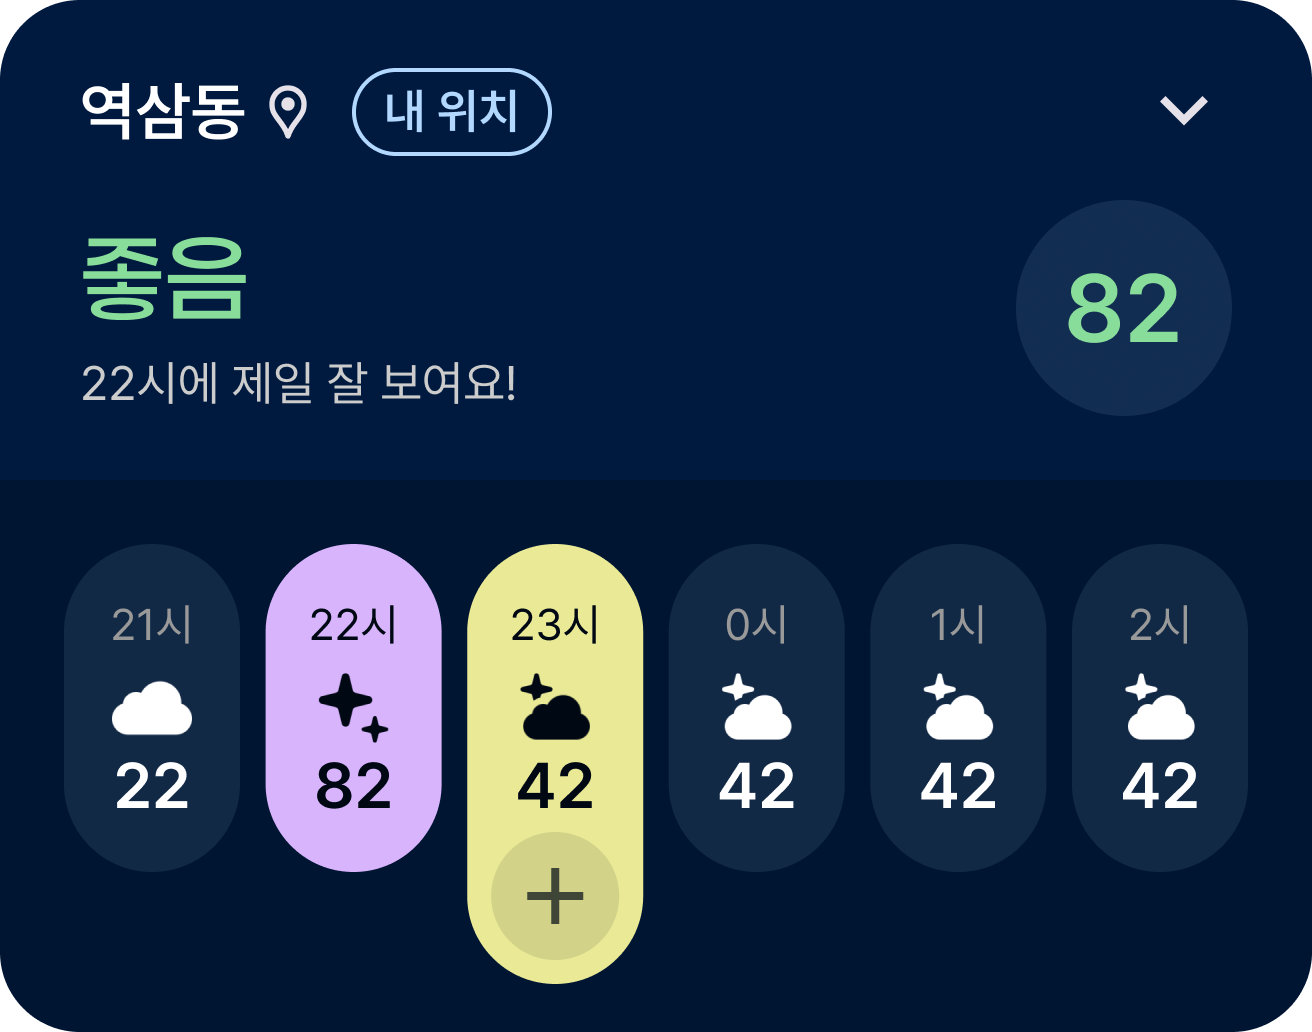 역삼동 내 위치
좋음
82
22시에 제일 잘 보여요!
21시 22시 23시 0시 1시 2시
22 82 42 42 42 42